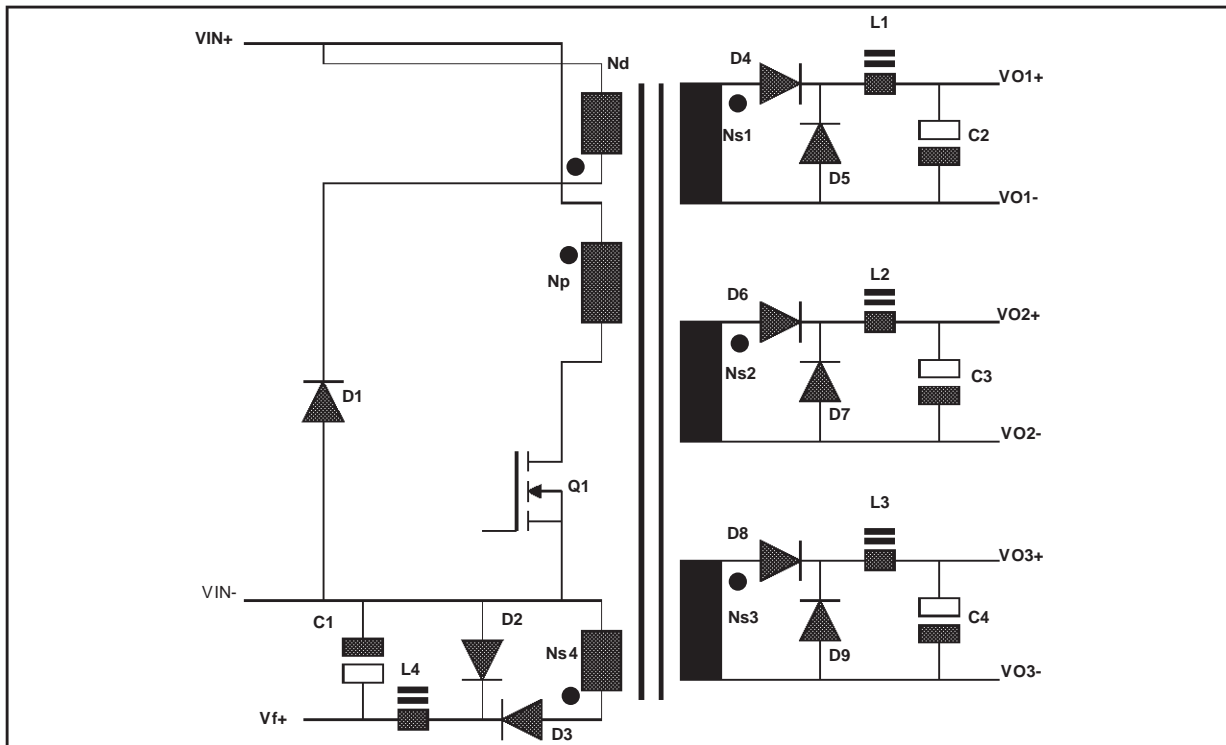 L1
VIN+
D4
Nd
VO1+
Ns1
C2
D5
VO1-
Np
D6
L2
VO2+
Ns2
C3
D1
D7
VO2-
Q1
L3
D8
VO3+
VIN-
C1
D2
Ns4
Ns3
C4
D9
L4
VO3-
Vf+
D3